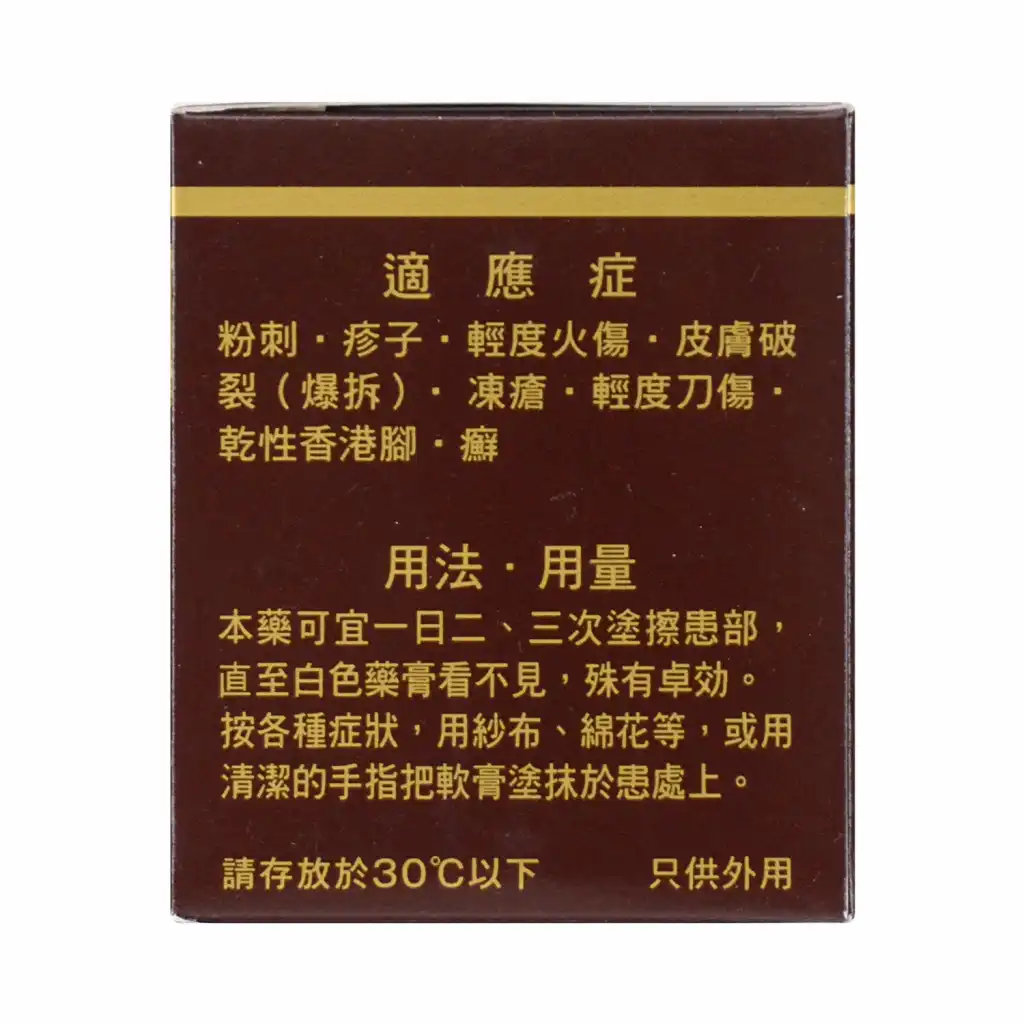 適應症
粉刺・疹子・輕度火傷・皮膚破
裂（爆拆）・凍瘡・輕度刀傷・
乾性香港腳・癬
用法・用量
本藥可宜一日二、三次塗擦患部，
直至白色藥膏看不見，殊有卓効。
按各種症狀，用紗布、綿花等，或用
清潔的手指把軟膏塗抹於患處上。
請存放於30℃以下 只供外用